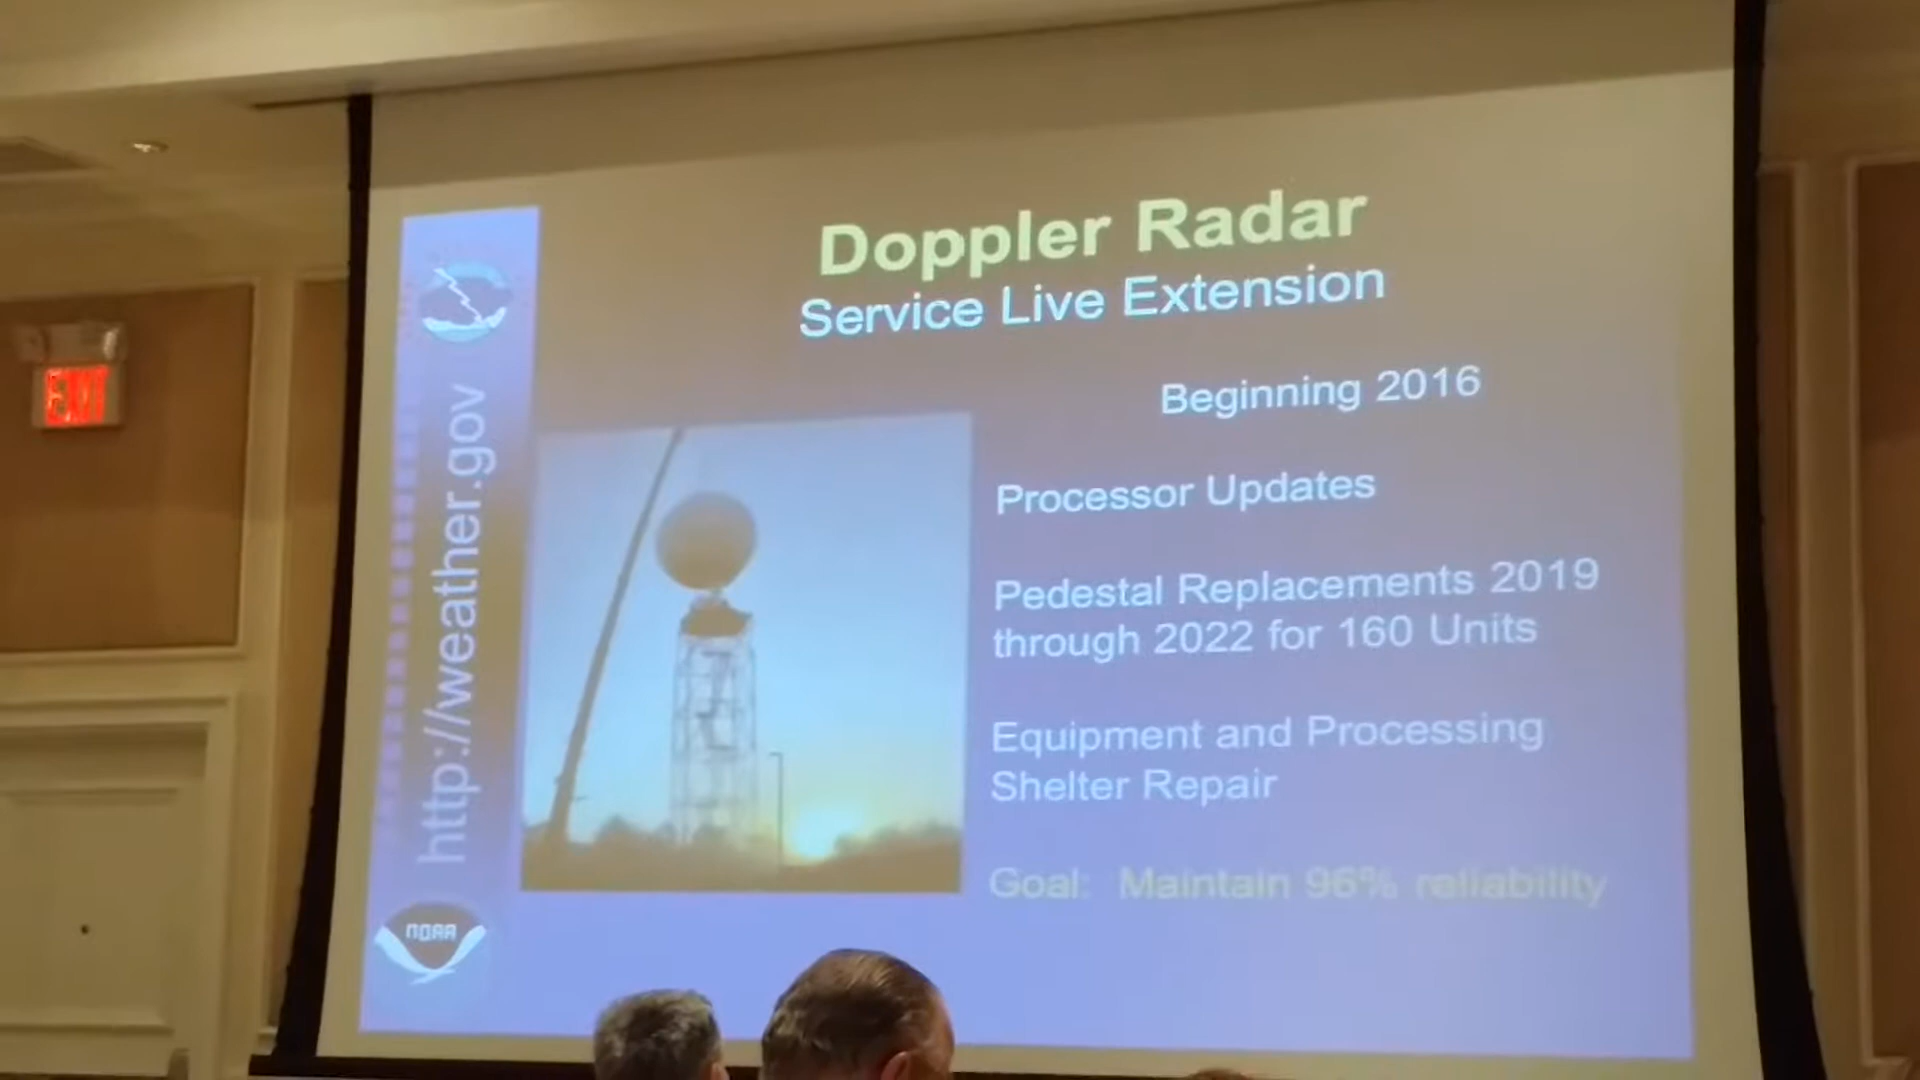 Doppler Radar
Service Live Extension
Beginning 2016
Processor Updates
Pedestal Replacements 2019
through 2022 for 160 Units
Equipment and Processing
Shelter Repair
Goal: Maintain 96% reliability
http://weather.gov
NOAA
EXIT